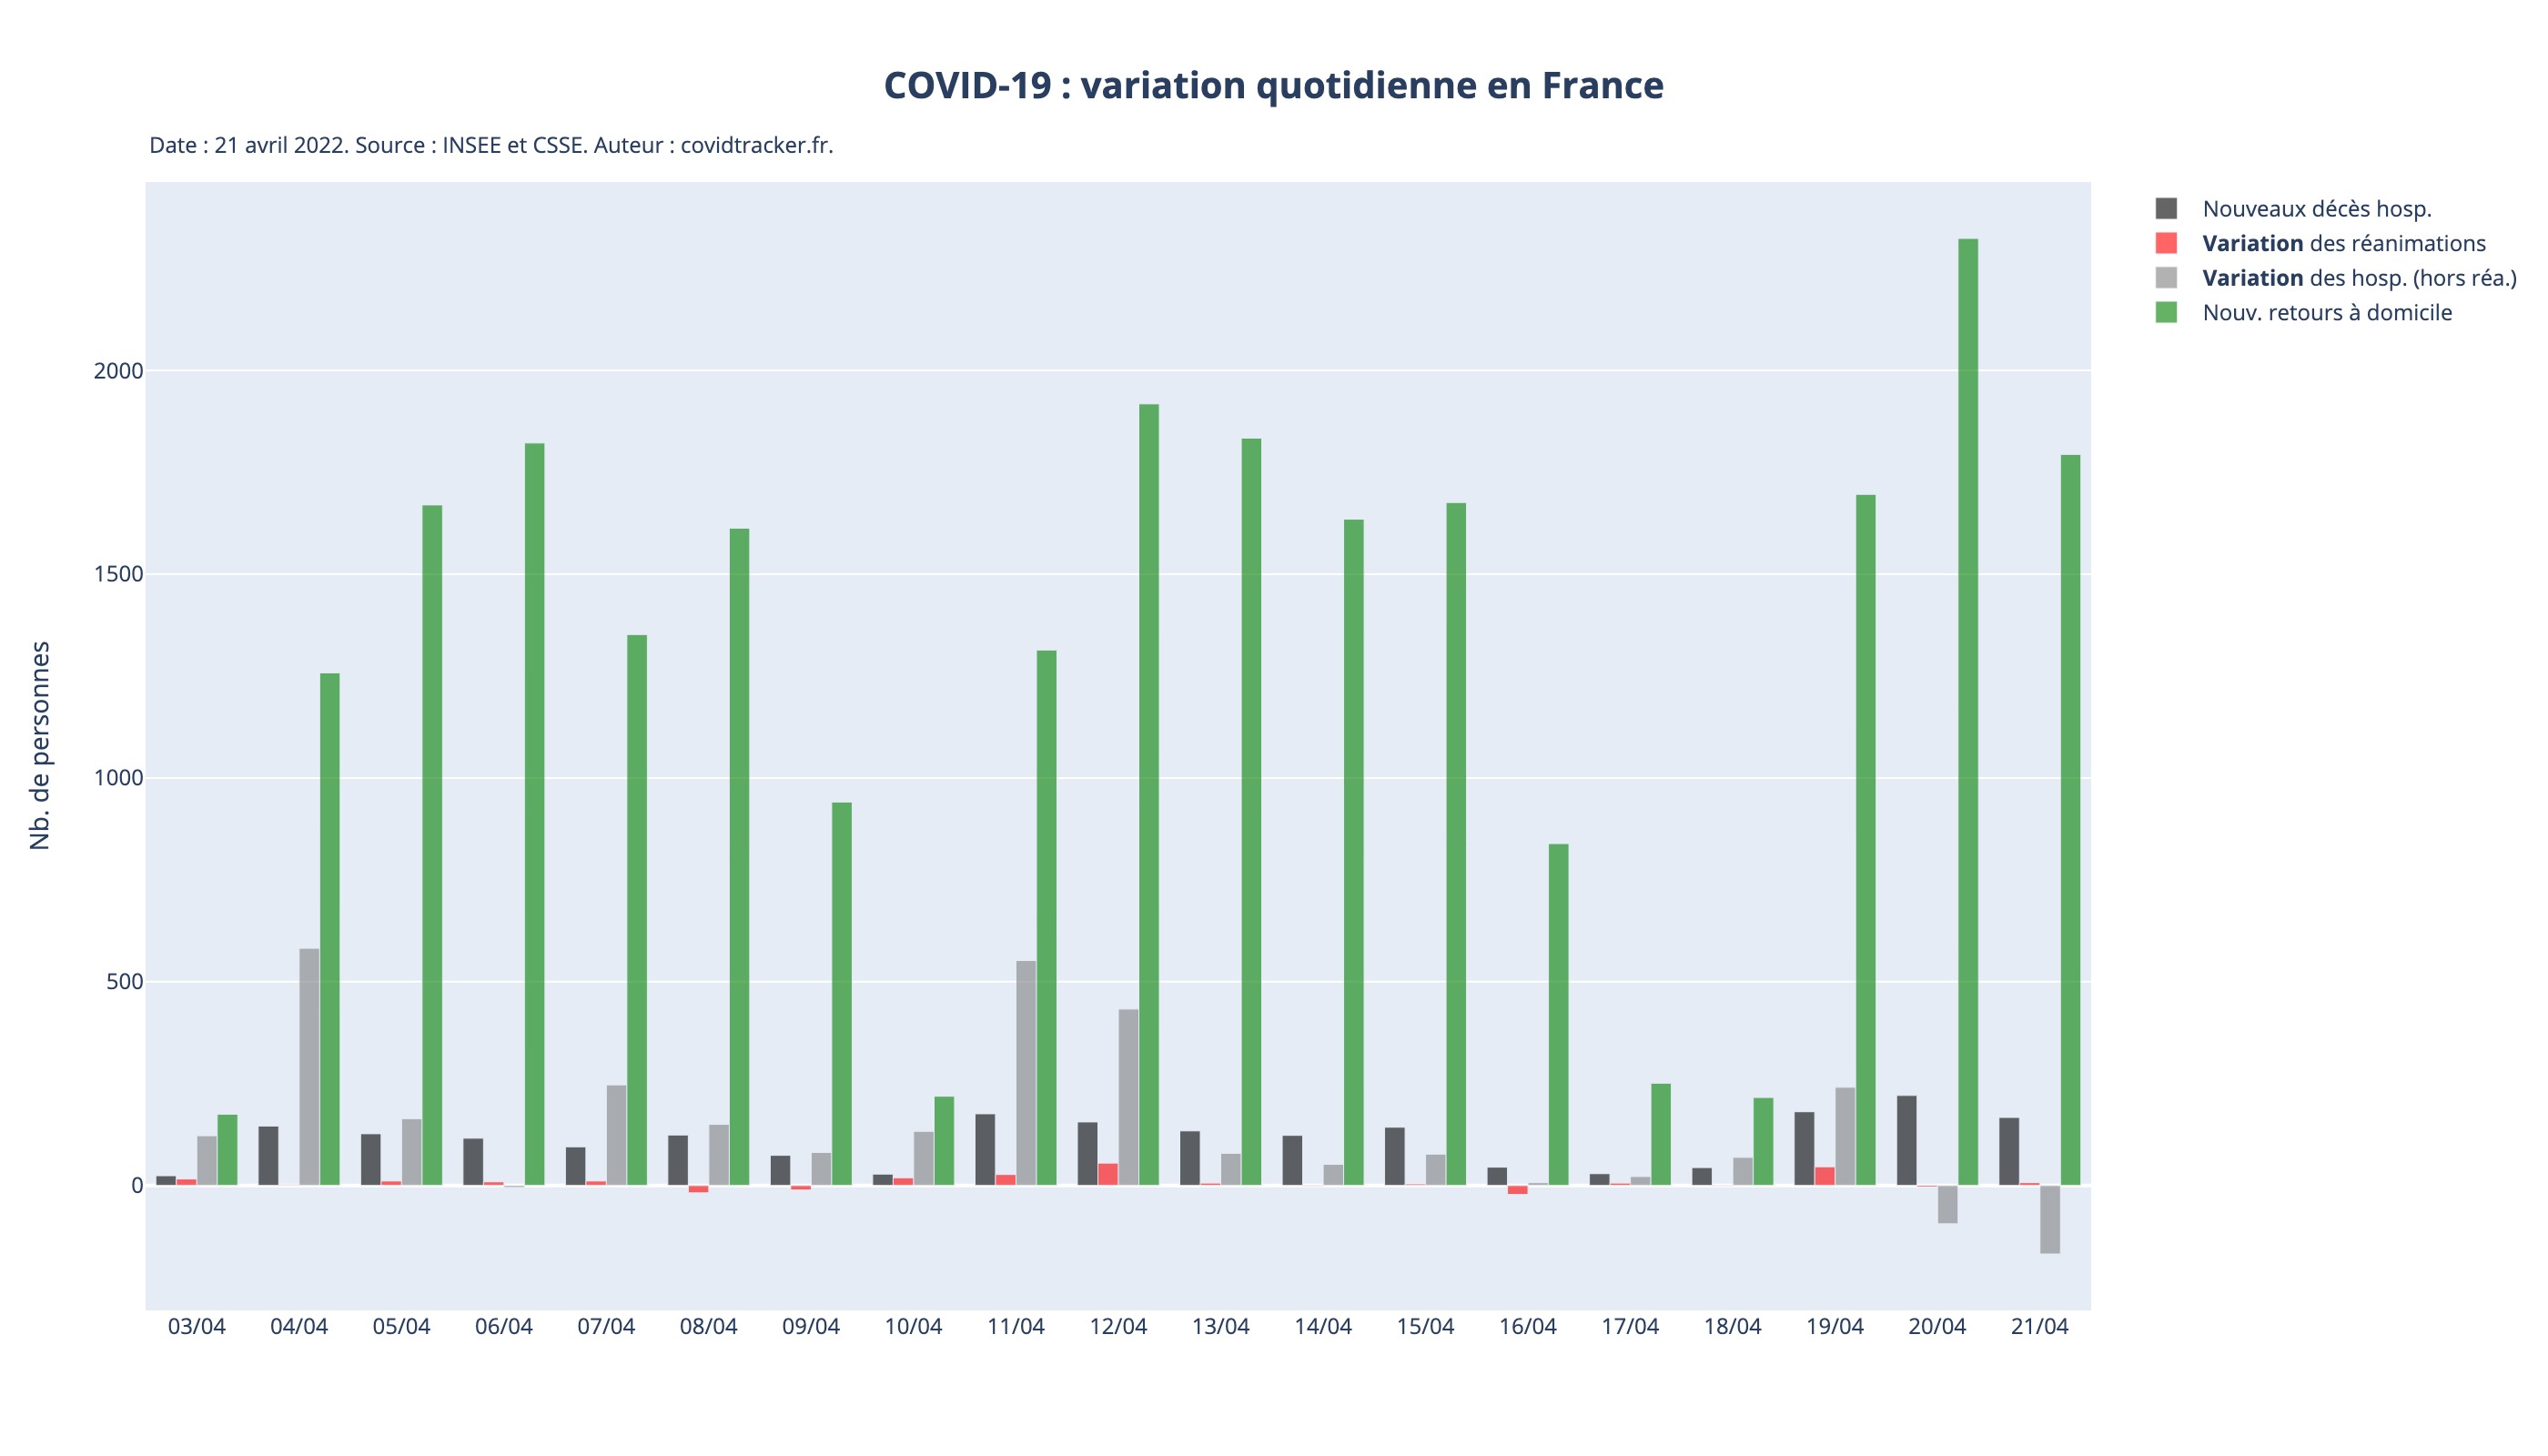 COVID-19 : variation quotidienne en France
Date : 21 avril 2022. Source : INSEE et CSSE. Auteur : covidtracker.fr.
Nouveaux décès hosp.
Variation des réanimations
Variation des hosp. (hors réa.)
Nouv. retours à domicile
Nb. de personnes
2000
1500
1000
500
0
03/04 04/04 05/04 06/04 07/04 08/04 09/04 10/04 11/04 12/04 13/04 14/04 15/04 16/04 17/04 18/04 19/04 20/04 21/04